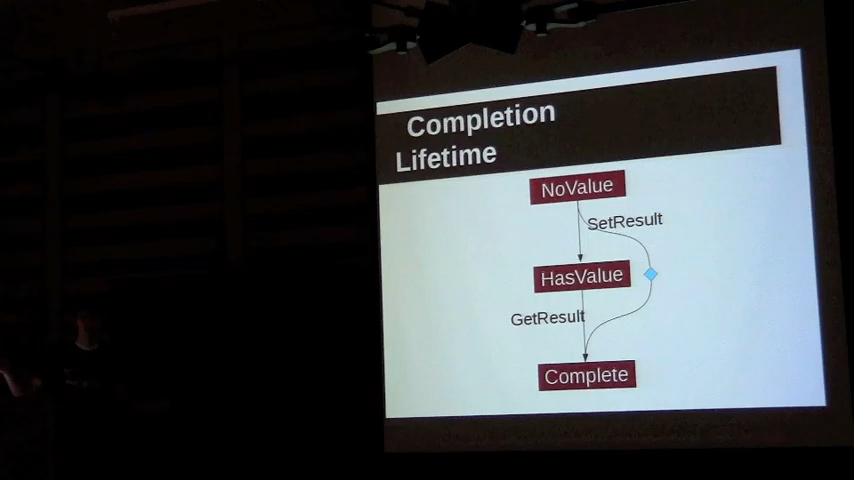 Completion
Lifetime
NoValue
SetResult
HasValue
GetResult
Complete